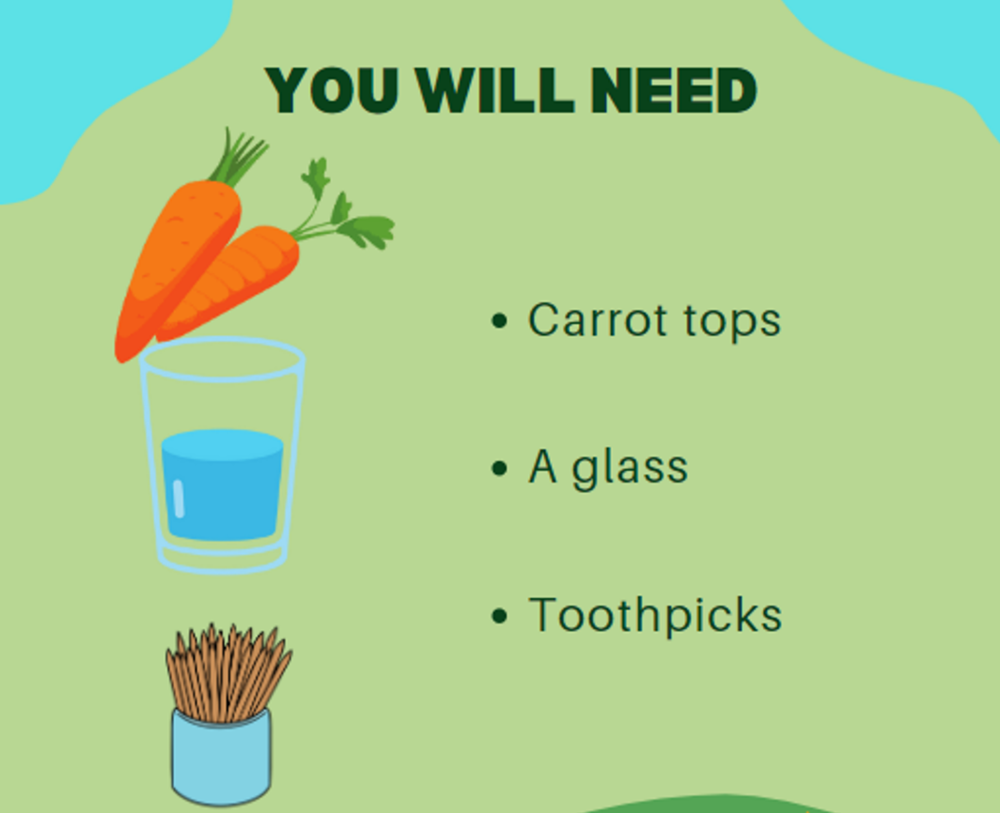 YOU WILL NEED
• Carrot tops
• A glass
• Toothpicks